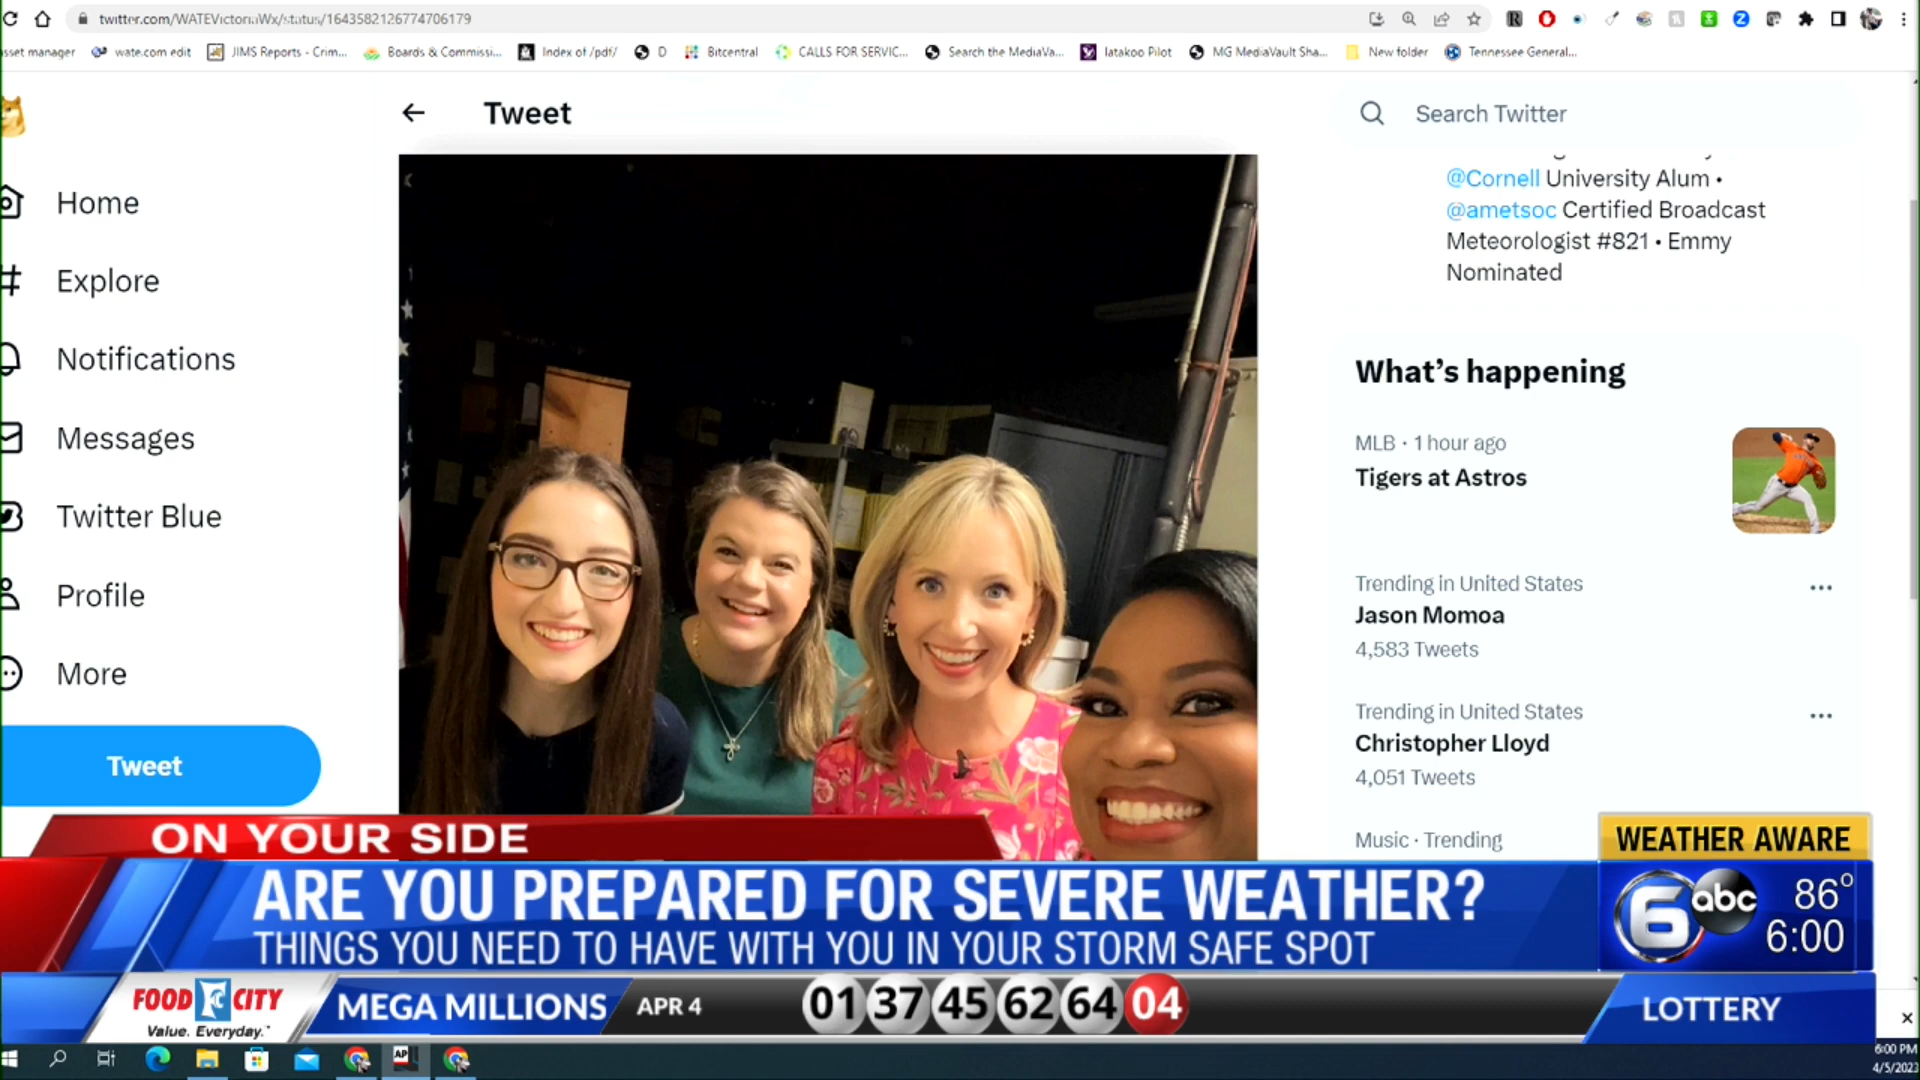 twitter.com/WATEVictoriaWx/status/1643582126774706179
asset manager
wate.com edit
JIMS Reports - Crim...
Boards & Commissi...
Index of /pdf/
D
Bitcentral
CALLS FOR SERVIC...
Search the MediaVa...
latakoo Pilot
MG MediaVault Sha...
New folder
Tennessee General...
Tweet
Search Twitter
@Cornell University Alum •
@ametsoc Certified Broadcast
Meteorologist #821 • Emmy
Nominated
Home
Explore
Notifications
Messages
Twitter Blue
Profile
More
Tweet
What's happening
MLB · 1 hour ago
Tigers at Astros
Trending in United States
Jason Momoa
4,583 Tweets
Trending in United States
Christopher Lloyd
4,051 Tweets
Music · Trending
ON YOUR SIDE
ARE YOU PREPARED FOR SEVERE WEATHER?
THINGS YOU NEED TO HAVE WITH YOU IN YOUR STORM SAFE SPOT
WEATHER AWARE
6 abc 86°
6:00
FOOD FC CITY
Value. Everyday.
MEGA MILLIONS APR 4 01 37 45 62 64 04 LOTTERY
AP
6:00 PM
4/5/2023